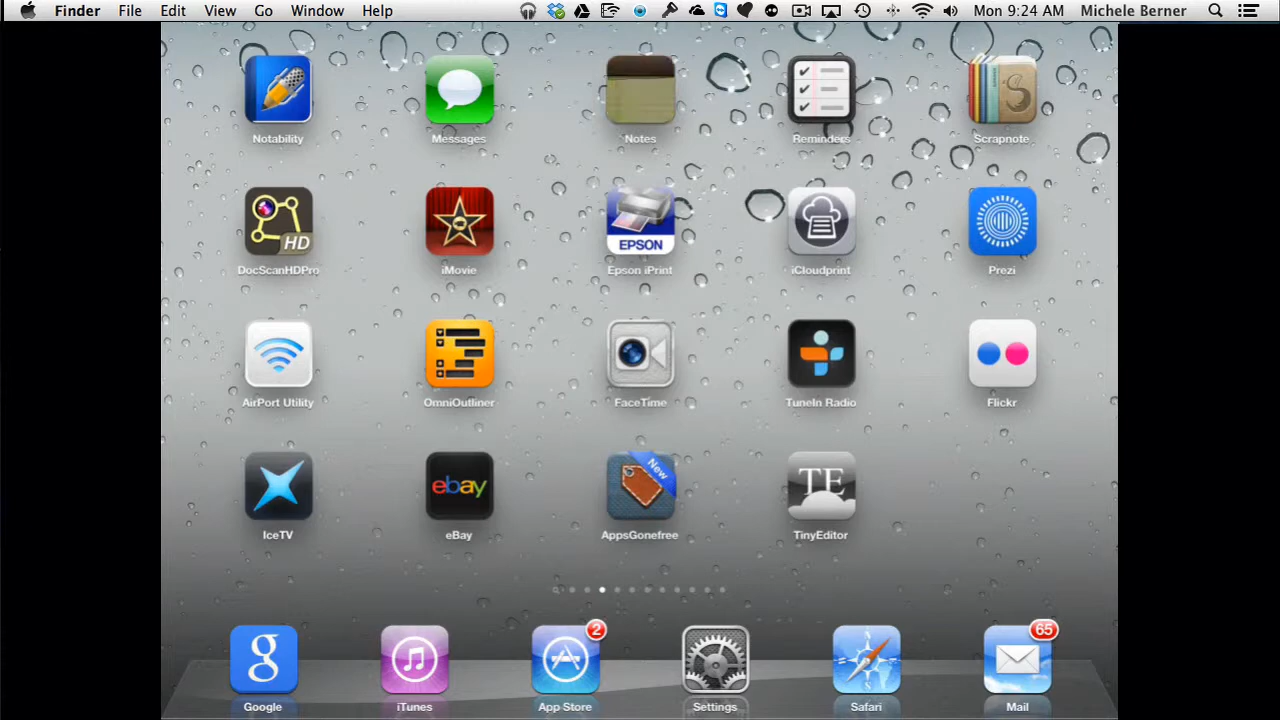 Finder File Edit View Go Window Help Mon 9:24 AM Michele Berner
Notability Messages Notes Reminders Scrapnote
HD
EPSON
DocScanHDPro iMovie Epson iPrint iCloudprint Prezi
AirPort Utility OmniOutliner FaceTime TuneIn Radio Flickr
ebay New TE
IceTV eBay AppsGonefree TinyEditor
g 2 65
Google iTunes App Store Settings Safari Mail